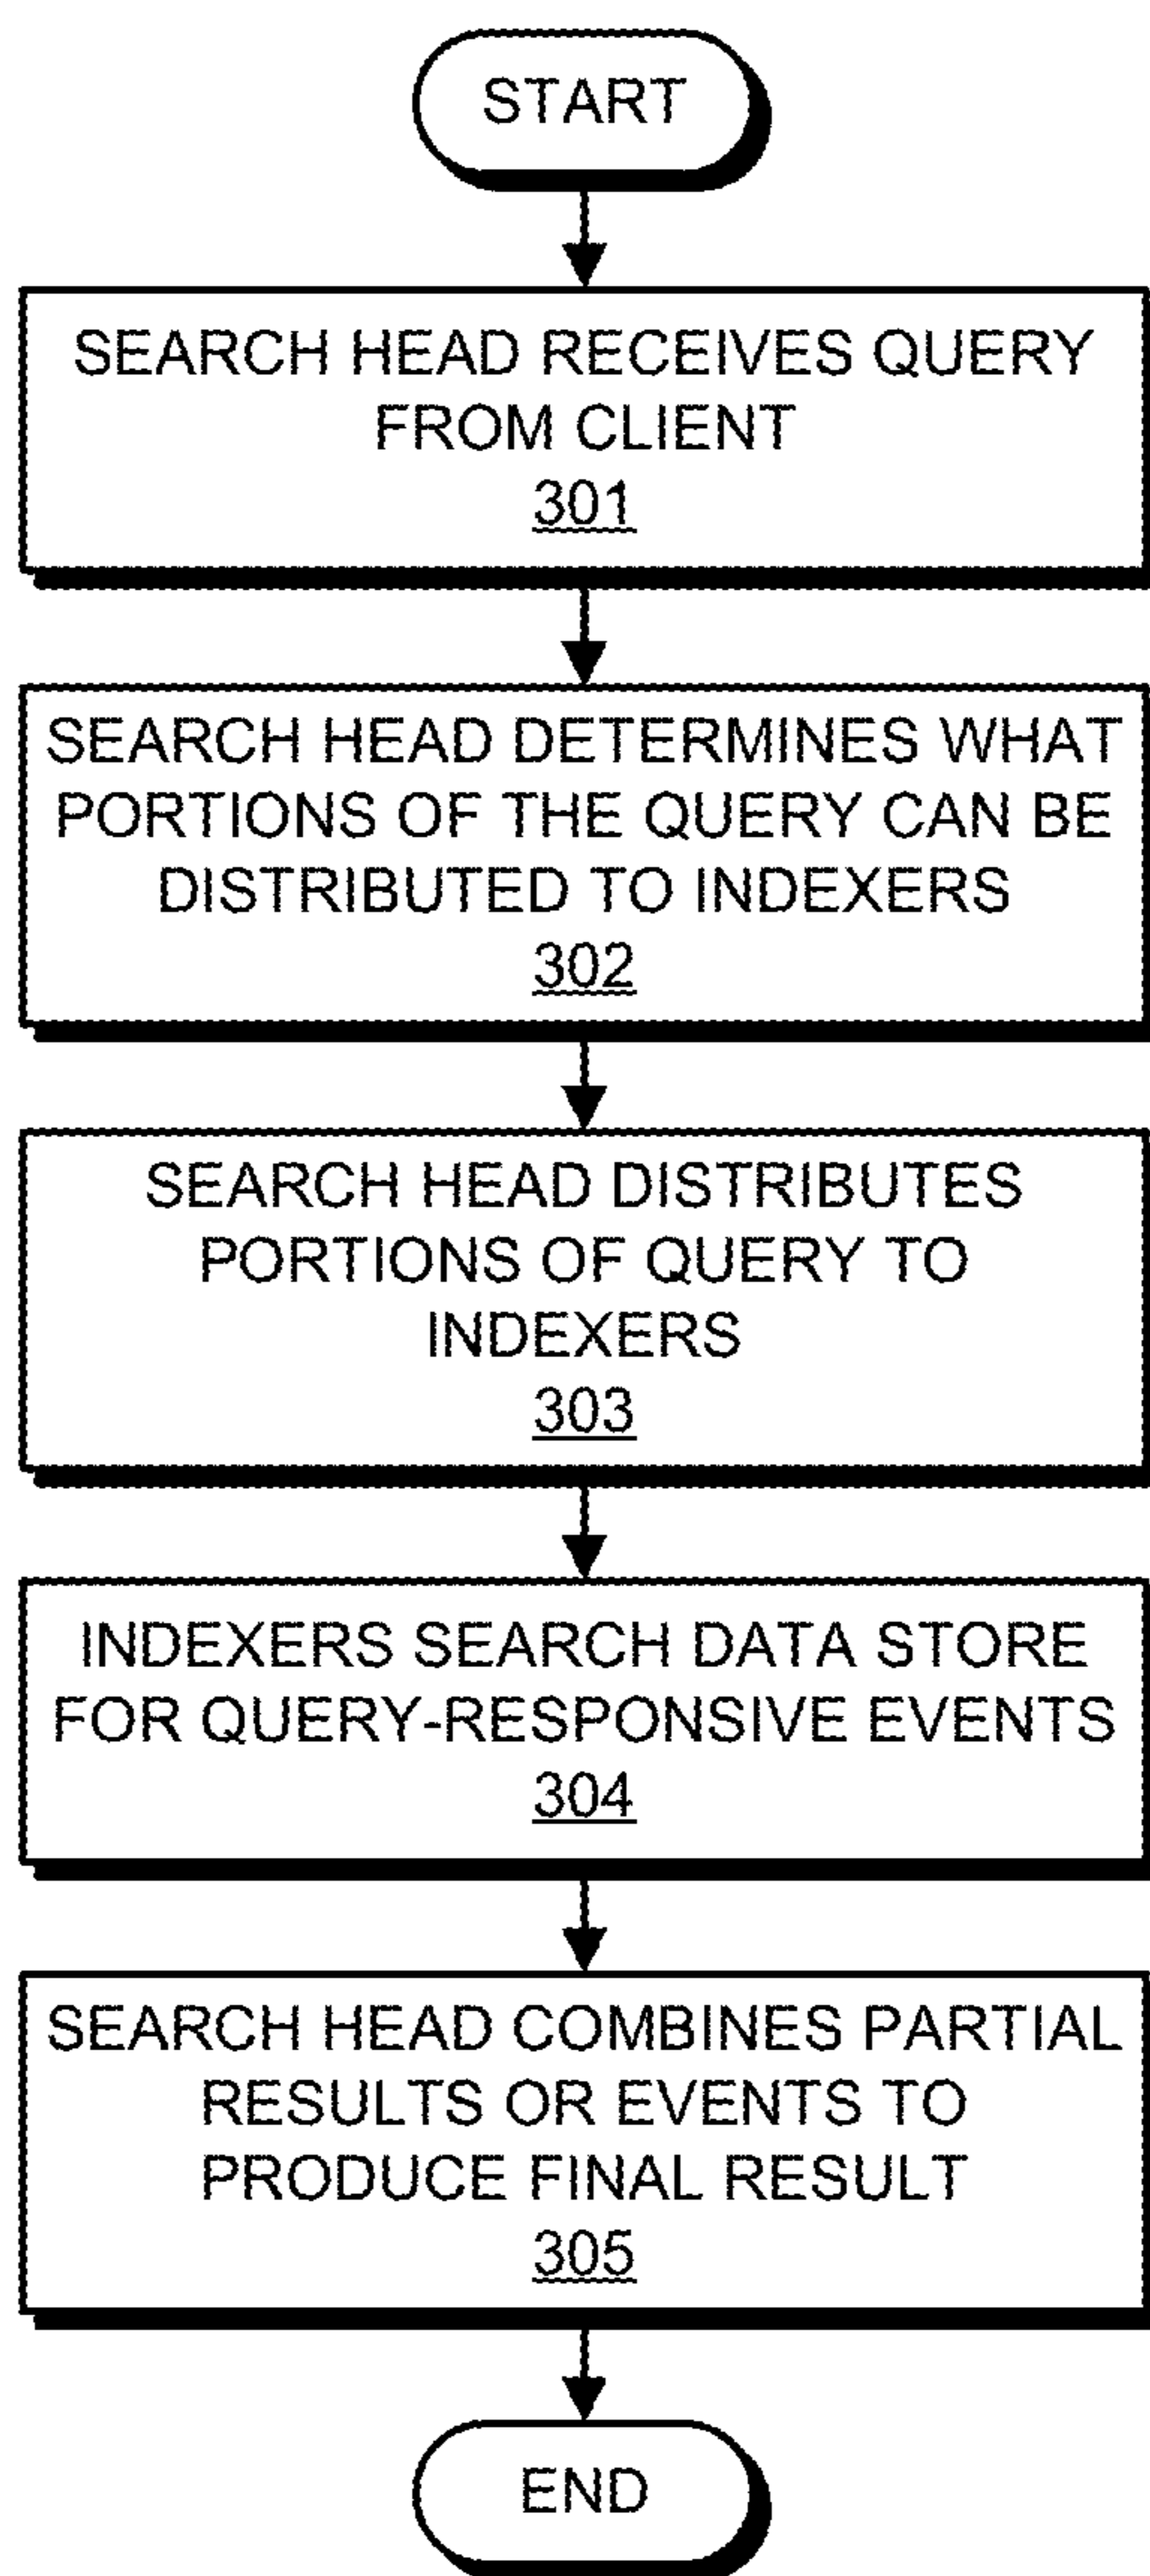 START
SEARCH HEAD RECEIVES QUERY
FROM CLIENT
301
SEARCH HEAD DETERMINES WHAT
PORTIONS OF THE QUERY CAN BE
DISTRIBUTED TO INDEXERS
302
SEARCH HEAD DISTRIBUTES
PORTIONS OF QUERY TO
INDEXERS
303
INDEXERS SEARCH DATA STORE
FOR QUERY-RESPONSIVE EVENTS
304
SEARCH HEAD COMBINES PARTIAL
RESULTS OR EVENTS TO
PRODUCE FINAL RESULT
305
END